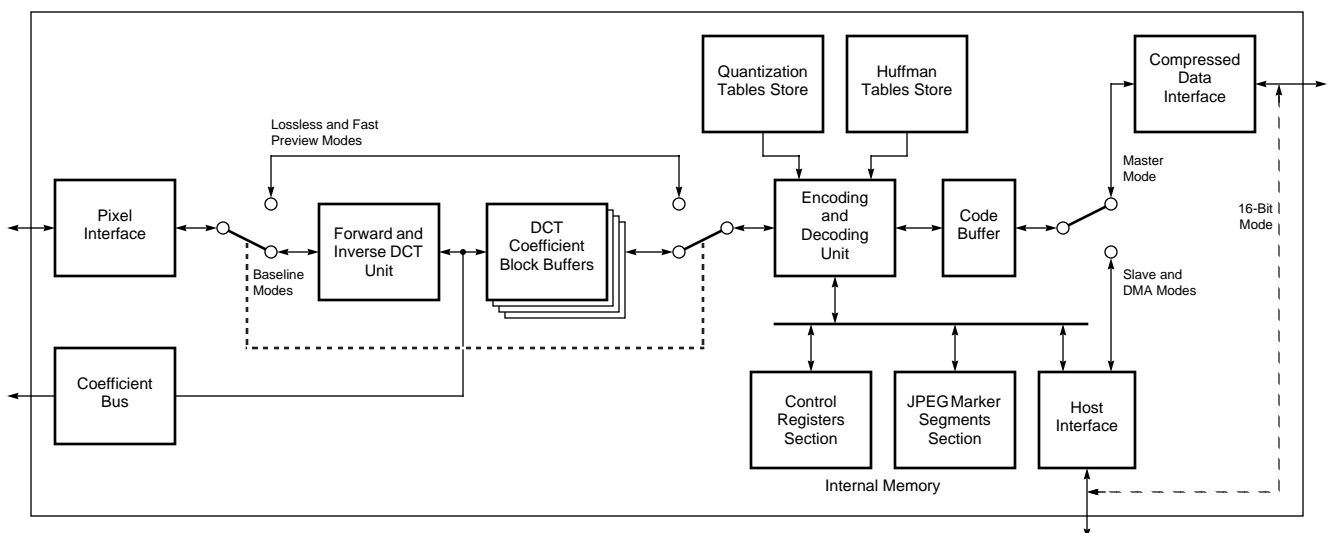 Quantization
Tables Store
Huffman
Tables Store
Compressed
Data
Interface
Lossless and Fast
Preview Modes
Master
Mode
Pixel
Interface
Forward and
Inverse DCT
Unit
DCT
Coefficient
Block Buffers
Encoding
and
Decoding
Unit
Code
Buffer
16-Bit
Mode
Baseline
Modes
Slave and
DMA Modes
Coefficient
Bus
Control
Registers
Section
JPEG Marker
Segments
Section
Host
Interface
Internal Memory